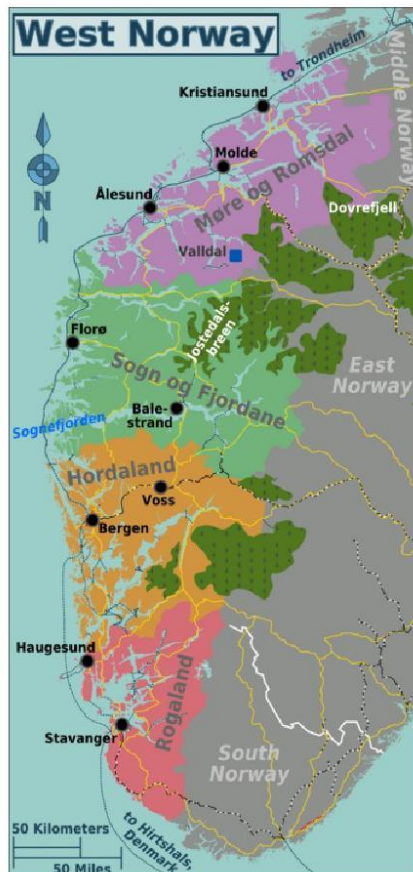 West Norway
to Trondheim
Middle Norway
Kristiansund
Molde
Møre og Romsdal
Ålesund
N
Dovrefjell
Valldal
Jostedals-
breen
Florø
Sogn og Fjordane
East
Norway
Bale-
strand
Sognefjorden
Hordaland
Voss
Bergen
Haugesund
Rogaland
Stavanger
South
Norway
50 Kilometers
50 Miles
to Hirtshals,
Denmark